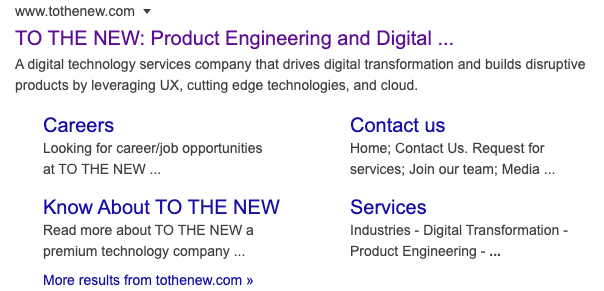 www.tothenew.com
TO THE NEW: Product Engineering and Digital ...
A digital technology services company that drives digital transformation and builds disruptive
products by leveraging UX, cutting edge technologies, and cloud.
Careers
Looking for career/job opportunities
at TO THE NEW ...
Contact us
Home; Contact Us. Request for
services; Join our team; Media ...
Know About TO THE NEW
Read more about TO THE NEW a
premium technology company ...
Services
Industries - Digital Transformation -
Product Engineering - ...
More results from tothenew.com »